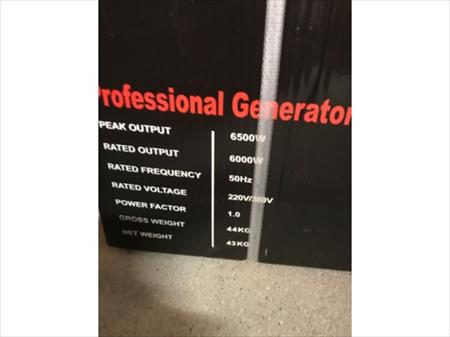 Professional Generator
PEAK OUTPUT 6500W
RATED OUTPUT 6000W
RATED FREQUENCY 50Hz
RATED VOLTAGE 220V/380V
POWER FACTOR 1.0
GROSS WEIGHT 44KG
NET WEIGHT 43KG